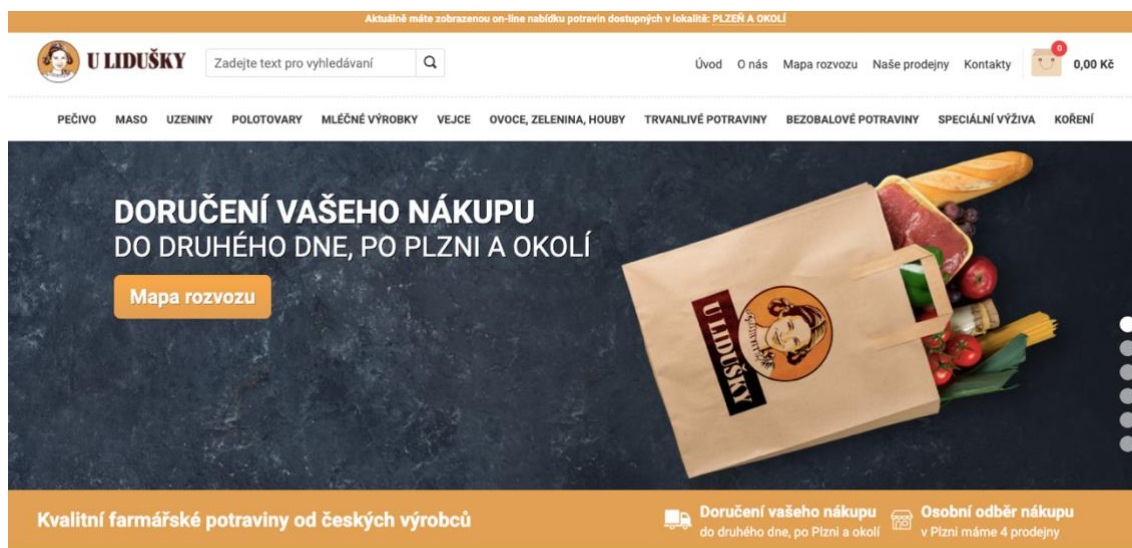 Aktuálně máte zobrazenou on-line nabídku potravin dostupných v lokalitě: PLZEŇ A OKOLÍ
U LIDUŠKY
Zadejte text pro vyhledávaní
Úvod O nás Mapa rozvozu Naše prodejny Kontakty
0
0,00 Kč
PEČIVO MASO UZENINY POLOTOVARY MLÉČNÉ VÝROBKY VEJCE OVOCE, ZELENINA, HOUBY TRVANLIVÉ POTRAVINY BEZOBALOVÉ POTRAVINY SPECIÁLNÍ VÝŽIVA KOŘENÍ
DORUČENÍ VAŠEHO NÁKUPU
DO DRUHÉHO DNE, PO PLZNI A OKOLÍ
Mapa rozvozu
U LIDUŠKY
Kvalitní farmářské potraviny od českých výrobců
Doručení vašeho nákupu
do druhého dne, po Plzni a okolí
Osobní odběr nákupu
v Plzni máme 4 prodejny